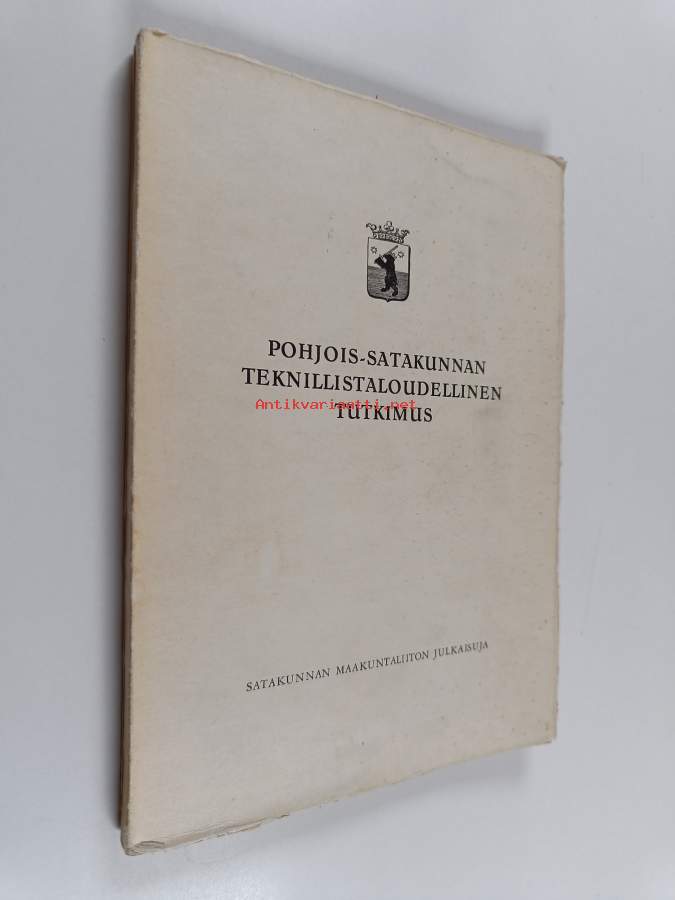 POHJOIS-SATAKUNNAN
TEKNILLISTALOUDELLINEN
Antikvariaatti.net
TUTKIMUS
SATAKUNNAN MAAKUNTALIITON JULKAISUJA